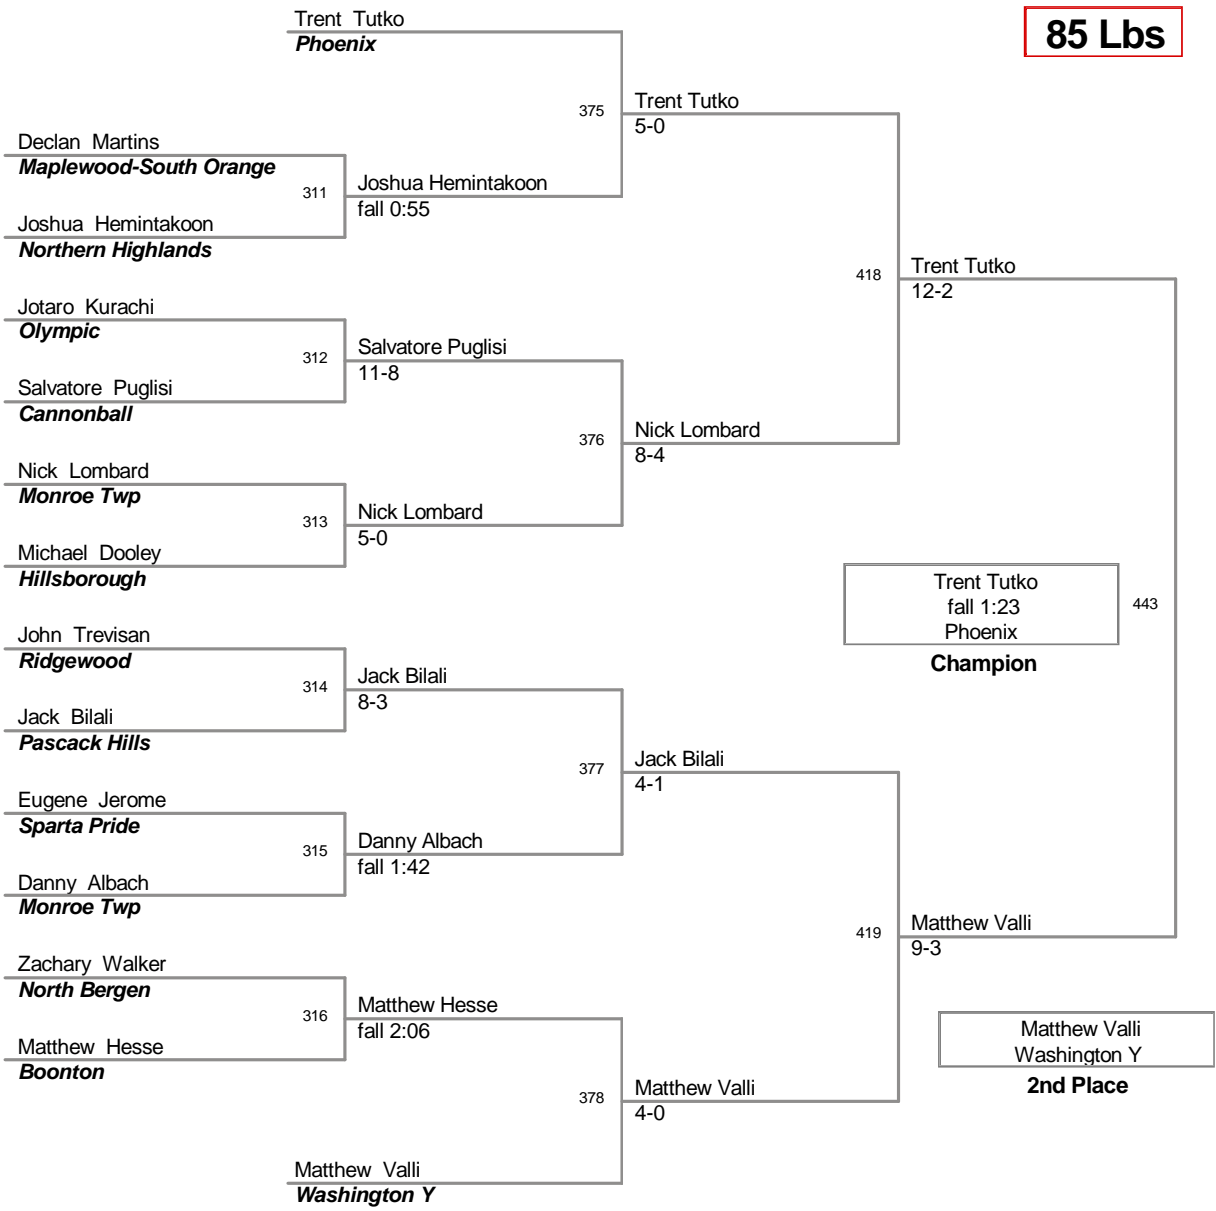 Trent Tutko
Phoenix
85 Lbs
375
Trent Tutko
5-0
Declan Martins
Maplewood-South Orange
311
Joshua Hemintakoon
fall 0:55
Joshua Hemintakoon
Northern Highlands
418
Trent Tutko
12-2
Jotaro Kurachi
Olympic
312
Salvatore Puglisi
11-8
Salvatore Puglisi
Cannonball
376
Nick Lombard
8-4
Nick Lombard
Monroe Twp
313
Nick Lombard
5-0
Michael Dooley
Hillsborough
Trent Tutko
fall 1:23
Phoenix
443
Champion
John Trevisan
Ridgewood
314
Jack Bilali
8-3
Jack Bilali
Pascack Hills
377
Jack Bilali
4-1
Eugene Jerome
Sparta Pride
315
Danny Albach
fall 1:42
Danny Albach
Monroe Twp
419
Matthew Valli
9-3
Zachary Walker
North Bergen
316
Matthew Hesse
fall 2:06
Matthew Hesse
Boonton
Matthew Valli
Washington Y
2nd Place
378
Matthew Valli
4-0
Matthew Valli
Washington Y